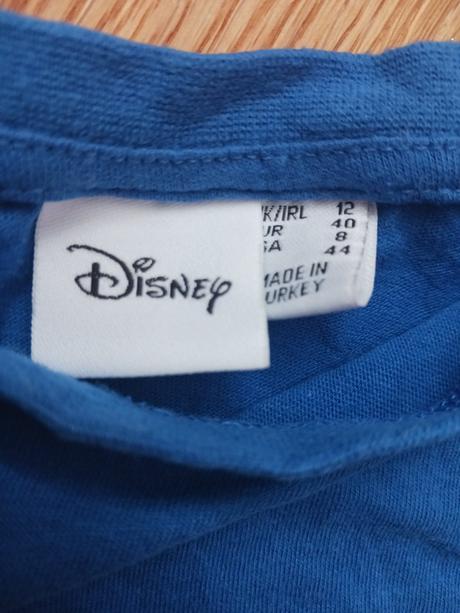 Disney
K/IRL 12
UR 40
SA 8
44
MADE IN
URKEY